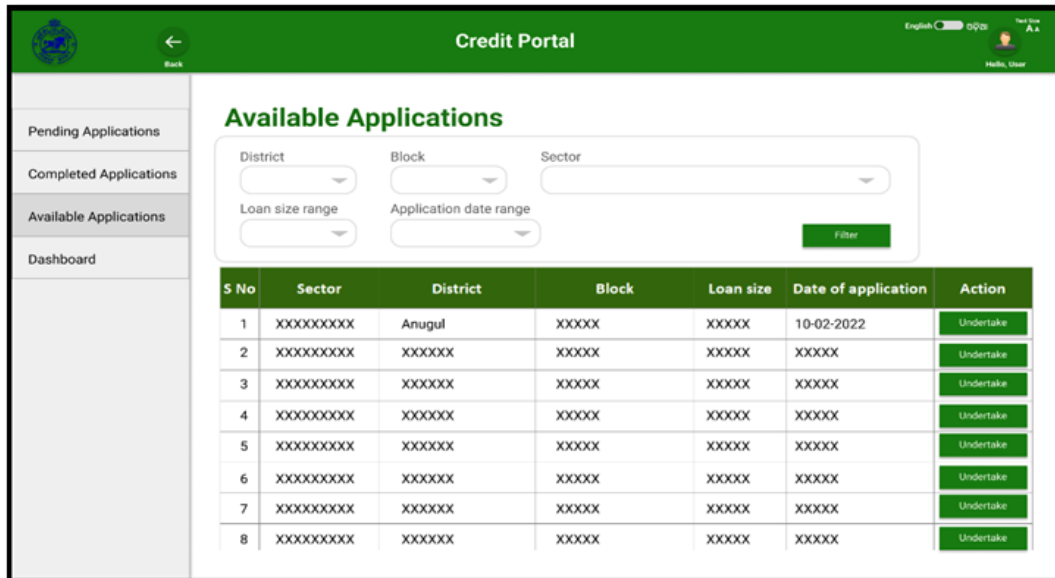 Back
Credit Portal
English ଓଡ଼ିଆ
Text Size
A A
Hello, User
Pending Applications
Completed Applications
Available Applications
Dashboard
Available Applications
District Block Sector
Loan size range Application date range
Filter
S No Sector District Block Loan size Date of application Action
1 XXXXXXXXX Anugul XXXXX XXXXX 10-02-2022 Undertake
2 XXXXXXXXX XXXXXX XXXXX XXXXX XXXXX Undertake
3 XXXXXXXXX XXXXXX XXXXX XXXXX XXXXX Undertake
4 XXXXXXXXX XXXXXX XXXXX XXXXX XXXXX Undertake
5 XXXXXXXXX XXXXXX XXXXX XXXXX XXXXX Undertake
6 XXXXXXXXX XXXXXX XXXXX XXXXX XXXXX Undertake
7 XXXXXXXXX XXXXXX XXXXX XXXXX XXXXX Undertake
8 XXXXXXXXX XXXXXX XXXXX XXXXX XXXXX Undertake